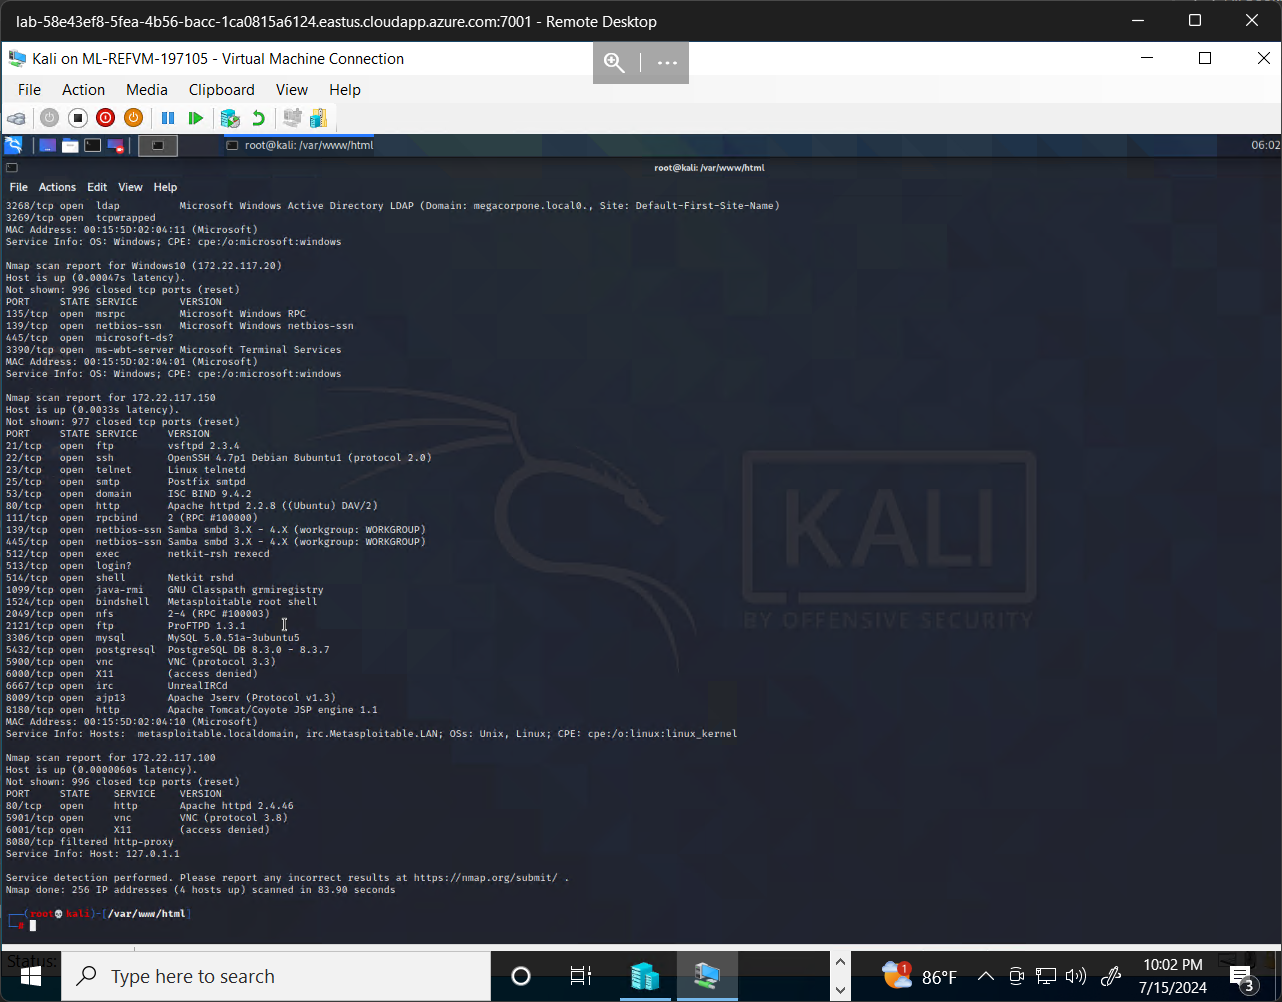 lab-58e43ef8-5fea-4b56-bacc-1ca0815a6124.eastus.cloudapp.azure.com:7001 - Remote Desktop
Kali on ML-REFVM-197105 - Virtual Machine Connection
File Action Media Clipboard View Help
root@kali: /var/www/html 06:02
root@kali: /var/www/html
File Actions Edit View Help
3268/tcp open ldap Microsoft Windows Active Directory LDAP (Domain: megacorpone.local0., Site: Default-First-Site-Name)
3269/tcp open tcpwrapped
MAC Address: 00:15:5D:02:04:11 (Microsoft)
Service Info: OS: Windows; CPE: cpe:/o:microsoft:windows
Nmap scan report for Windows10 (172.22.117.20)
Host is up (0.00047s latency).
Not shown: 996 closed tcp ports (reset)
PORT STATE SERVICE VERSION
135/tcp open msrpc Microsoft Windows RPC
139/tcp open netbios-ssn Microsoft Windows netbios-ssn
445/tcp open microsoft-ds?
3390/tcp open ms-wbt-server Microsoft Terminal Services
MAC Address: 00:15:5D:02:04:01 (Microsoft)
Service Info: OS: Windows; CPE: cpe:/o:microsoft:windows
Nmap scan report for 172.22.117.150
Host is up (0.0033s latency).
Not shown: 977 closed tcp ports (reset)
PORT STATE SERVICE VERSION
21/tcp open ftp vsftpd 2.3.4
22/tcp open ssh OpenSSH 4.7p1 Debian 8ubuntu1 (protocol 2.0)
23/tcp open telnet Linux telnetd
25/tcp open smtp Postfix smtpd
53/tcp open domain ISC BIND 9.4.2
80/tcp open http Apache httpd 2.2.8 ((Ubuntu) DAV/2)
111/tcp open rpcbind 2 (RPC #100000)
139/tcp open netbios-ssn Samba smbd 3.X - 4.X (workgroup: WORKGROUP)
445/tcp open netbios-ssn Samba smbd 3.X - 4.X (workgroup: WORKGROUP)
512/tcp open exec netkit-rsh rexecd
513/tcp open login?
514/tcp open shell Netkit rshd
1099/tcp open java-rmi GNU Classpath grmiregistry
1524/tcp open bindshell Metasploitable root shell
2049/tcp open nfs 2-4 (RPC #100003)
2121/tcp open ftp ProFTPD 1.3.1
3306/tcp open mysql MySQL 5.0.51a-3ubuntu5
5432/tcp open postgresql PostgreSQL DB 8.3.0 - 8.3.7
5900/tcp open vnc VNC (protocol 3.3)
6000/tcp open X11 (access denied)
6667/tcp open irc UnrealIRCd
8009/tcp open ajp13 Apache Jserv (Protocol v1.3)
8180/tcp open http Apache Tomcat/Coyote JSP engine 1.1
MAC Address: 00:15:5D:02:04:10 (Microsoft)
Service Info: Hosts: metasploitable.localdomain, irc.Metasploitable.LAN; OSs: Unix, Linux; CPE: cpe:/o:linux:linux_kernel
Nmap scan report for 172.22.117.100
Host is up (0.0000060s latency).
Not shown: 996 closed tcp ports (reset)
PORT STATE SERVICE VERSION
80/tcp open http Apache httpd 2.4.46
5901/tcp open vnc VNC (protocol 3.8)
6001/tcp open X11 (access denied)
8080/tcp filtered http-proxy
Service Info: Host: 127.0.1.1
Service detection performed. Please report any incorrect results at https://nmap.org/submit/ .
Nmap done: 256 IP addresses (4 hosts up) scanned in 83.90 seconds
(root💀kali)-[/var/www/html]
#
KALI
BY OFFENSIVE SECURITY
Status:
Type here to search
1
86°F
10:02 PM
7/15/2024
3